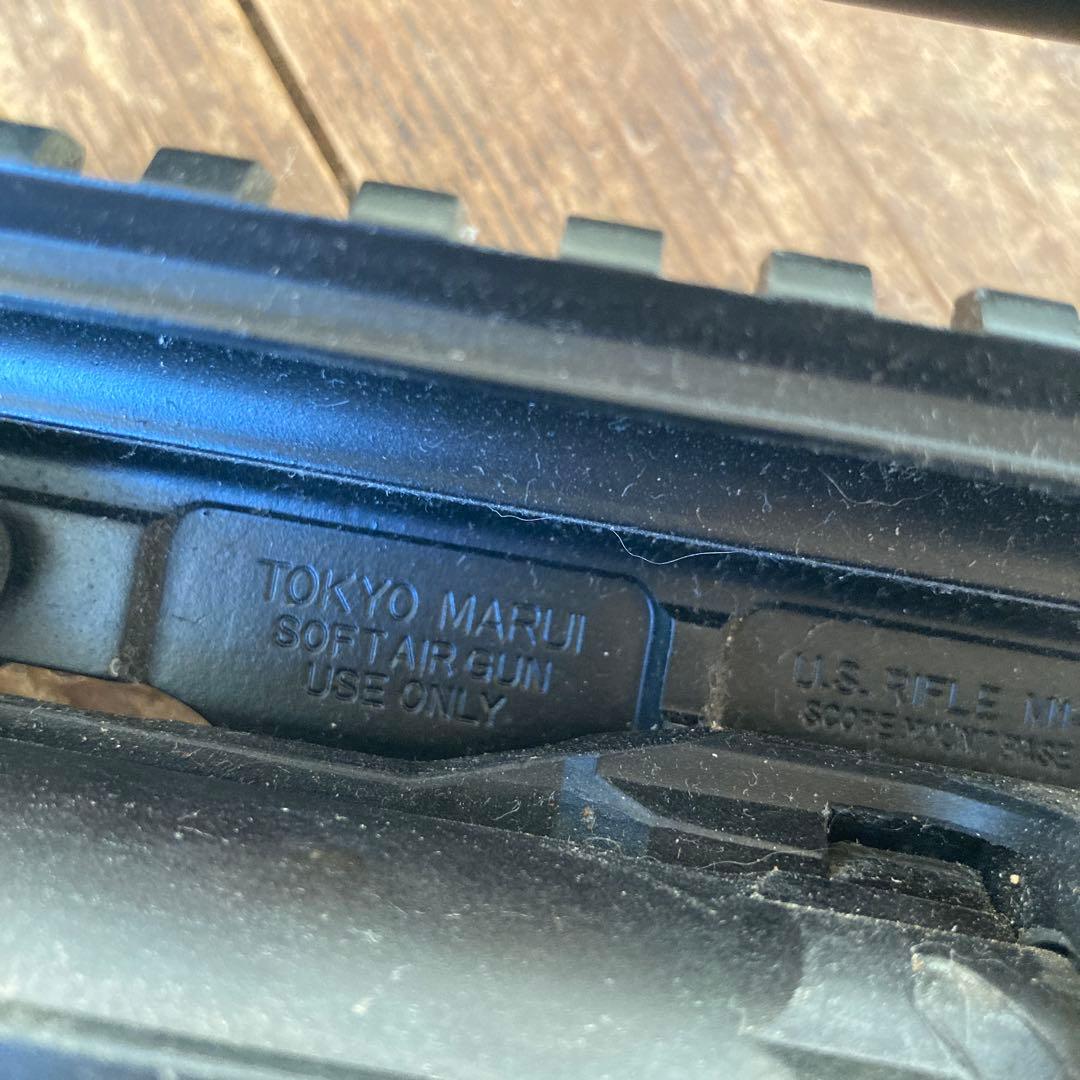 TOKYO MARUI
SOFT AIR GUN
USE ONLY
U.S. RIFLE
SCOPE MOUNT BASE